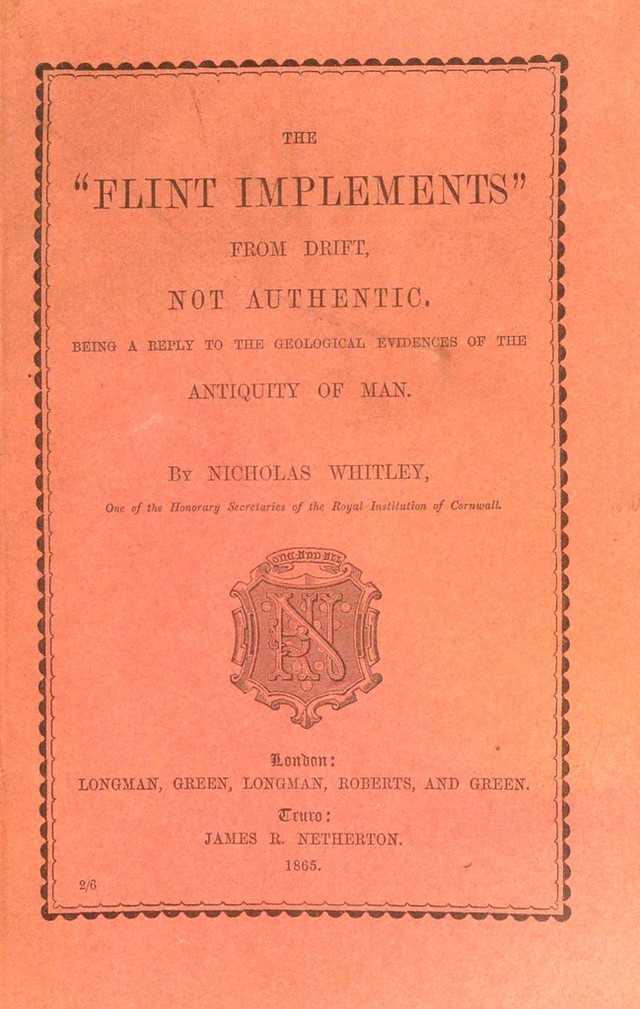 THE
“FLINT IMPLEMENTS”
FROM DRIFT,
NOT AUTHENTIC.
BEING A REPLY TO THE GEOLOGICAL EVIDENCES OF THE
ANTIQUITY OF MAN.
By NICHOLAS WHITLEY,
One of the Honorary Secretaries of the Royal Institution of Cornwall.
London:
LONGMAN, GREEN, LONGMAN, ROBERTS, AND GREEN.
Truro:
JAMES R. NETHERTON.
1865.
2/6